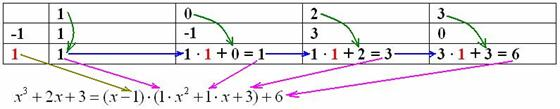 1 0 2 3
-1 1 -1 3 0
1 1 1 · 1 + 0 = 1 1 · 1 + 2 = 3 3 · 1 + 3 = 6
x³ + 2x + 3 = (x − 1) · (1 · x² + 1 · x + 3) + 6